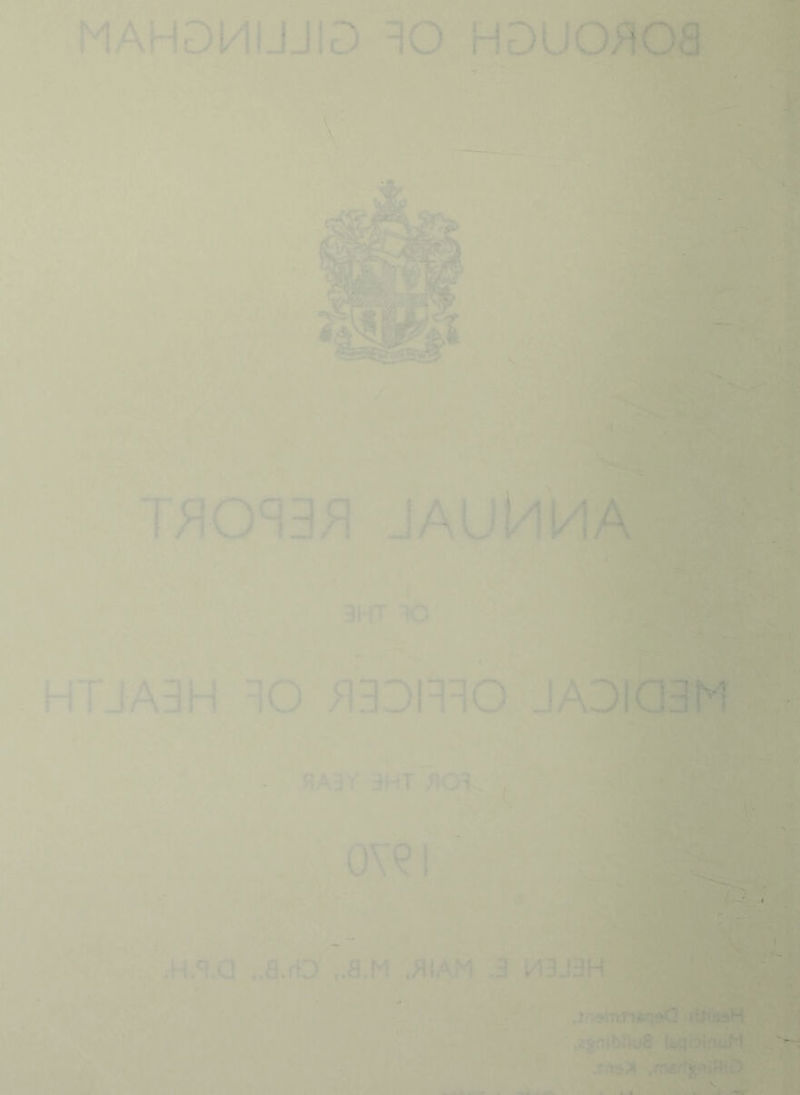 BOROUGH OF GILLINGHAM
ANNUAL REPORT
OF THE
MEDICAL OFFICER OF HEALTH
FOR THE YEAR
1970
HELEN E. MAIR, M.B., Ch.B., D.P.H.
Health Department,
Municipal Buildings,
Gillingham, Kent.